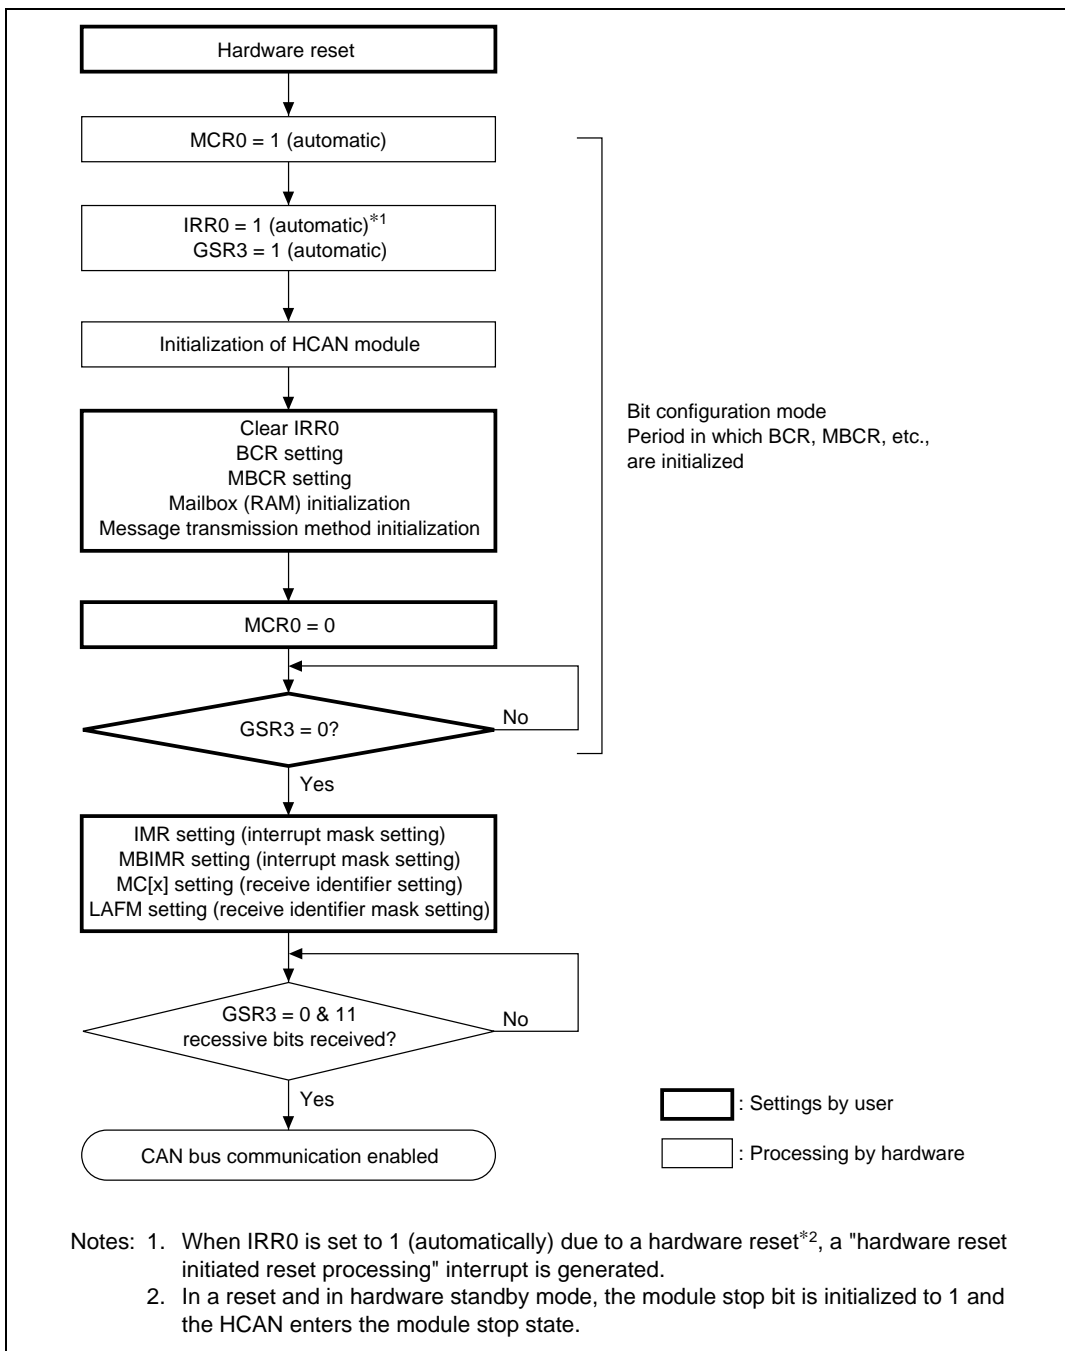 Hardware reset
MCR0 = 1 (automatic)
IRR0 = 1 (automatic)*1
GSR3 = 1 (automatic)
Initialization of HCAN module
Clear IRR0
BCR setting
MBCR setting
Mailbox (RAM) initialization
Message transmission method initialization
Bit configuration mode
Period in which BCR, MBCR, etc.,
are initialized
MCR0 = 0
GSR3 = 0?
No
Yes
IMR setting (interrupt mask setting)
MBIMR setting (interrupt mask setting)
MC[x] setting (receive identifier setting)
LAFM setting (receive identifier mask setting)
GSR3 = 0 & 11
recessive bits received?
No
Yes
CAN bus communication enabled
: Settings by user
: Processing by hardware
Notes: 1. When IRR0 is set to 1 (automatically) due to a hardware reset*2, a "hardware reset
initiated reset processing" interrupt is generated.
2. In a reset and in hardware standby mode, the module stop bit is initialized to 1 and
the HCAN enters the module stop state.